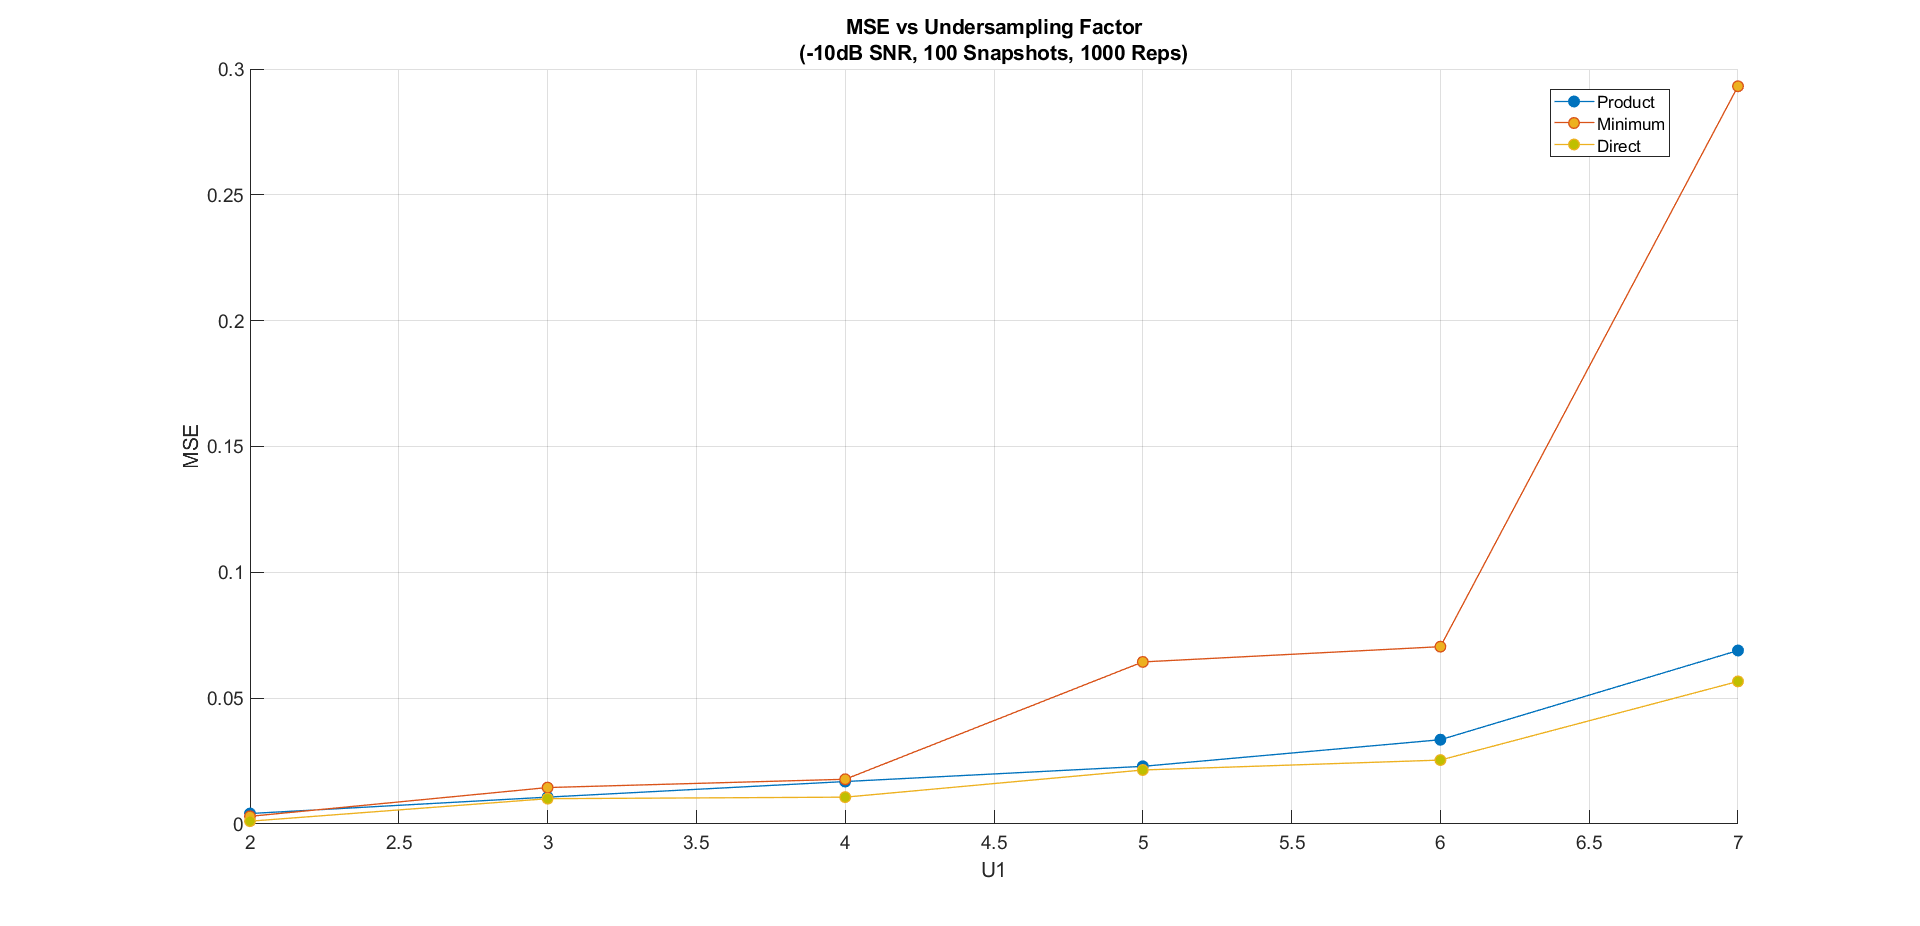 MSE vs Undersampling Factor
(-10dB SNR, 100 Snapshots, 1000 Reps)
0.3
0.25
0.2
0.15
0.1
0.05
0
MSE
Product
Minimum
Direct
2 2.5 3 3.5 4 4.5 5 5.5 6 6.5 7
U1